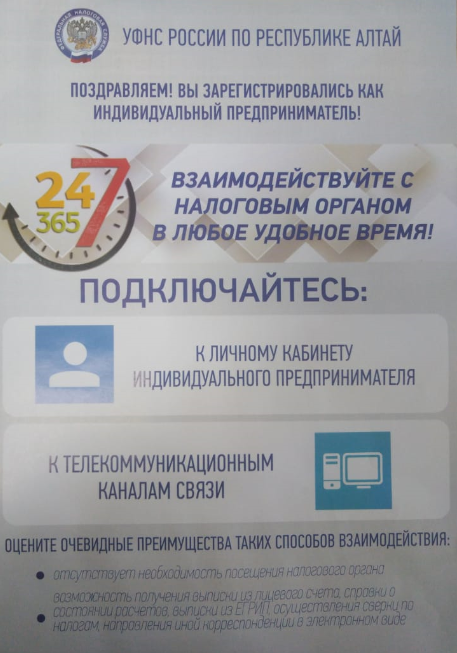 УФНС РОССИИ ПО РЕСПУБЛИКЕ АЛТАЙ
ПОЗДРАВЛЯЕМ! ВЫ ЗАРЕГИСТРИРОВАЛИСЬ КАК
ИНДИВИДУАЛЬНЫЙ ПРЕДПРИНИМАТЕЛЬ!
24
7
365
ВЗАИМОДЕЙСТВУЙТЕ С
НАЛОГОВЫМ ОРГАНОМ
В ЛЮБОЕ УДОБНОЕ ВРЕМЯ!
ПОДКЛЮЧАЙТЕСЬ:
К ЛИЧНОМУ КАБИНЕТУ
ИНДИВИДУАЛЬНОГО ПРЕДПРИНИМАТЕЛЯ
К ТЕЛЕКОММУНИКАЦИОННЫМ
КАНАЛАМ СВЯЗИ
ОЦЕНИТЕ ОЧЕВИДНЫЕ ПРЕИМУЩЕСТВА ТАКИХ СПОСОБОВ ВЗАИМОДЕЙСТВИЯ:
• отсутствует необходимость посещения налогового органа
возможность получения выписки из лицевого счета, справки о
• состоянии расчетов, выписки из ЕГРИП, осуществления сверки по
налогам, направления иной корреспонденции в электронном виде